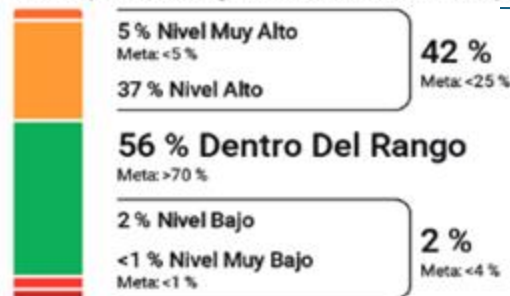 5 % Nivel Muy Alto
Meta: <5 %
37 % Nivel Alto
42 %
Meta: <25 %
56 % Dentro Del Rango
Meta: >70 %
2 % Nivel Bajo
<1 % Nivel Muy Bajo
Meta: <1 %
2 %
Meta: <4 %